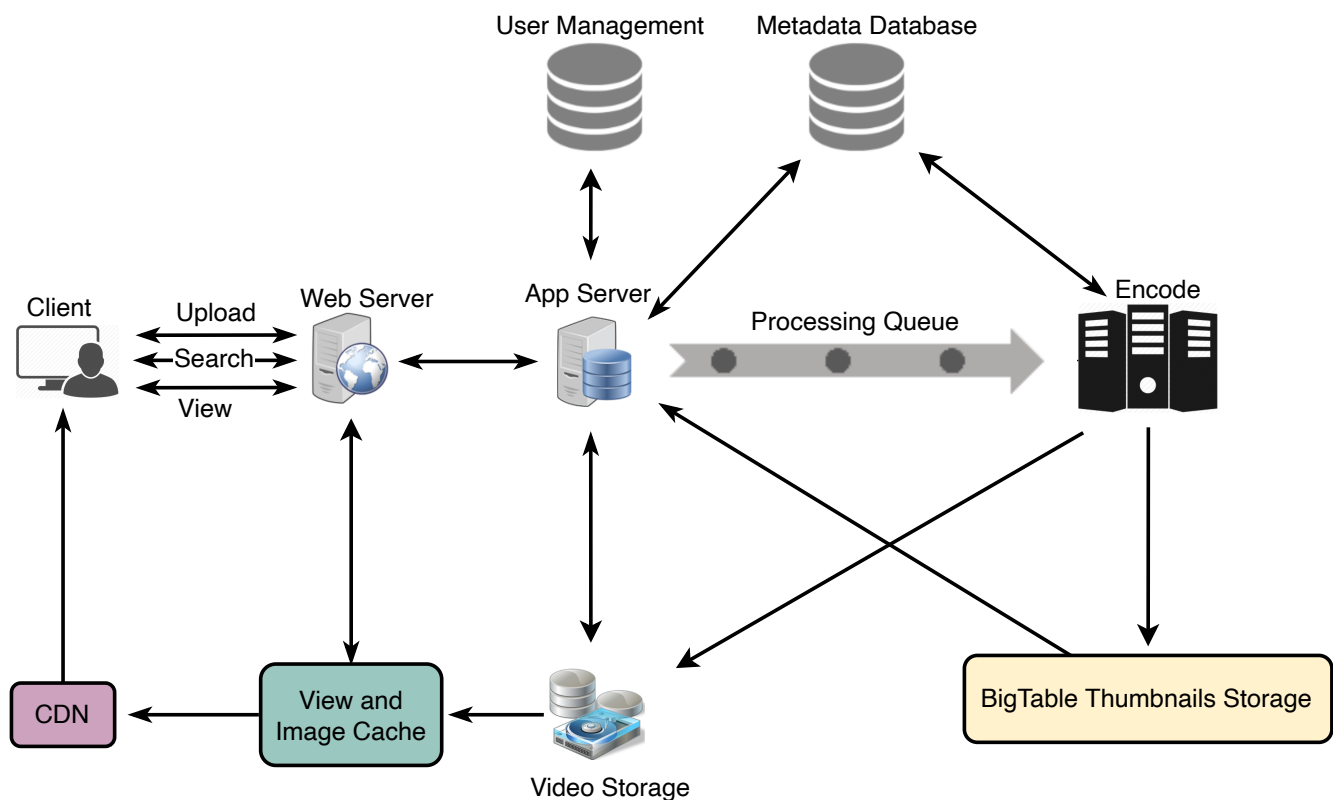 User Management
Metadata Database
Client
Upload
Search
View
Web Server
App Server
Processing Queue
Encode
CDN
View and
Image Cache
Video Storage
BigTable Thumbnails Storage